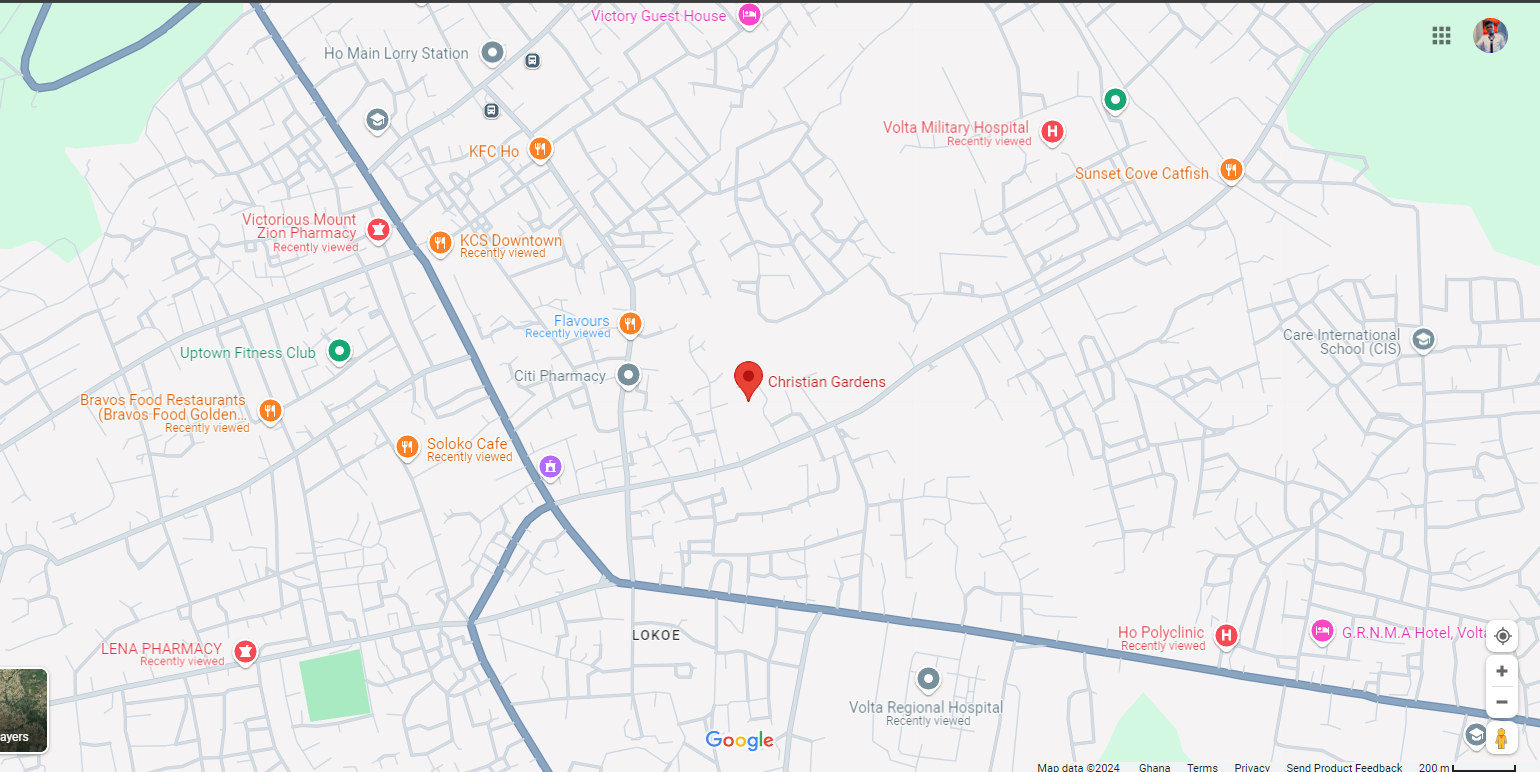 Victory Guest House
Ho Main Lorry Station
Volta Military Hospital
Recently viewed
KFC Ho
Sunset Cove Catfish
Victorious Mount
Zion Pharmacy
Recently viewed
KCS Downtown
Recently viewed
Flavours
Recently viewed
Care International
School (CIS)
Uptown Fitness Club
Citi Pharmacy
Christian Gardens
Bravos Food Restaurants
(Bravos Food Golden...
Recently viewed
Soloko Cafe
Recently viewed
LOKOE
Ho Polyclinic
Recently viewed
G.R.N.M.A Hotel, Volta
LENA PHARMACY
Recently viewed
Volta Regional Hospital
Recently viewed
ayers
Google
Map data ©2024 Ghana Terms Privacy Send Product Feedback 200 m